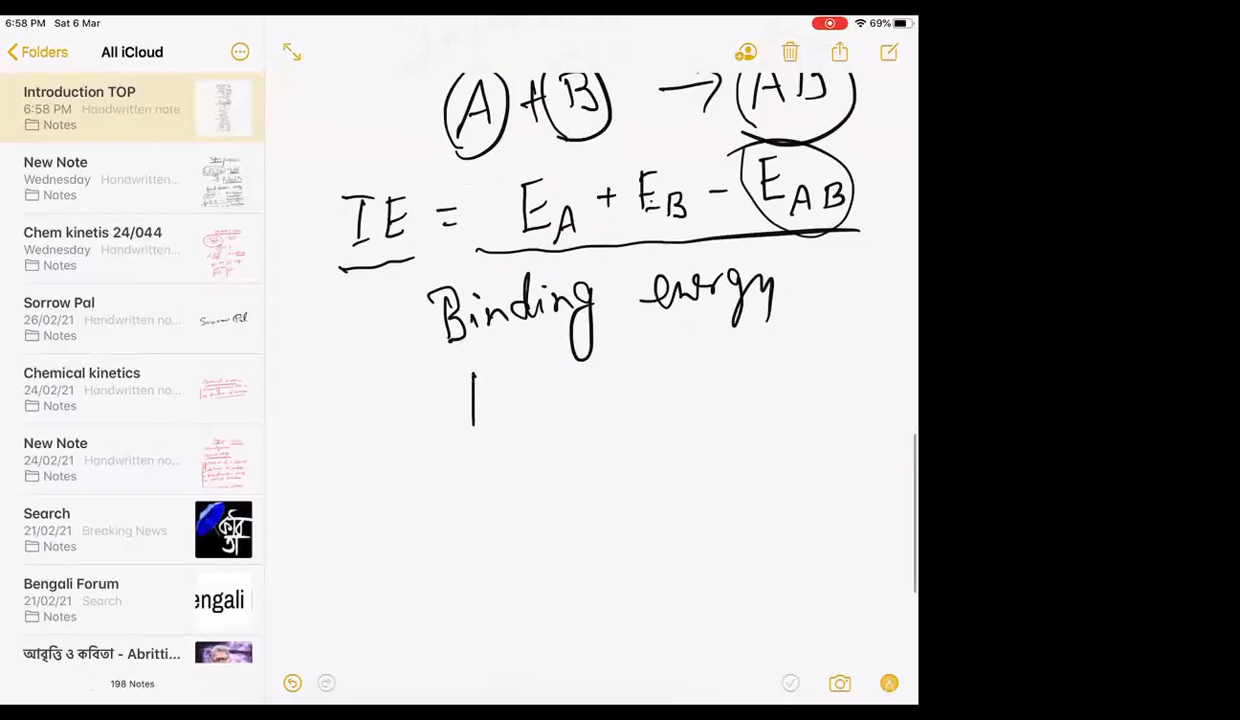 6:58 PM Sat 6 Mar
69%
Folders
All iCloud
Introduction TOP
6:58 PM Handwritten note
Notes
New Note
Wednesday Handwritten...
Notes
Chem kinetis 24/044
Wednesday Handwritten...
Notes
Sorrow Pal
26/02/21 Handwritten no...
Notes
Sorrow Pal
Chemical kinetics
24/02/21 Handwritten no...
Notes
New Note
24/02/21 Handwritten no...
Notes
Search
21/02/21 Breaking News
Notes
কবি
তা
Bengali Forum
21/02/21 Search
Notes
engali
আবৃত্তি ও কবিতা - Abritti...
198 Notes
A + B → AB
IE = EA + EB - EAB
Binding energy